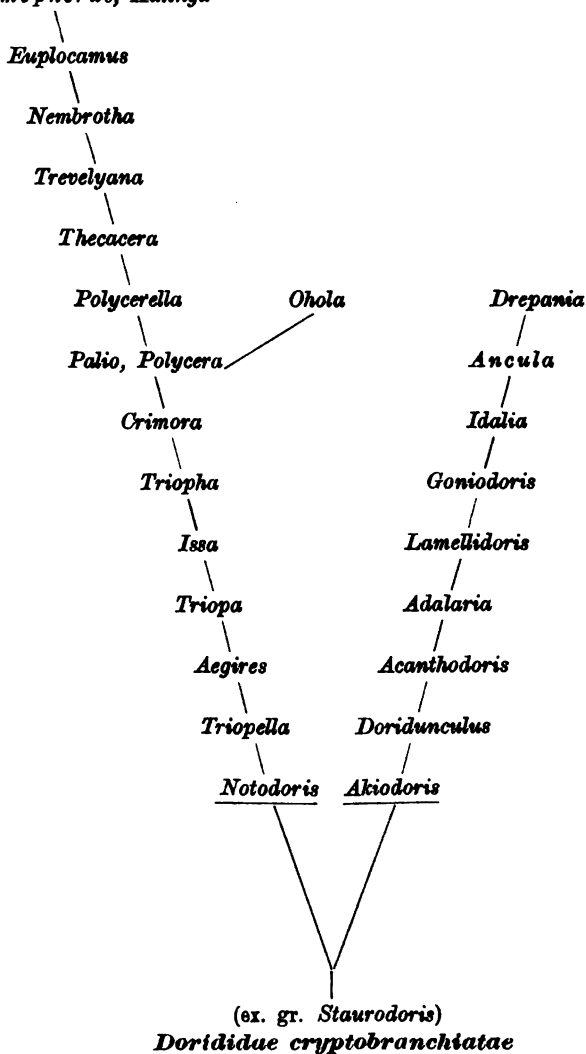 Euplocamus
Nembrotha
Trevelyana
Thecacera
Polycerella Ohola Drepania
Palio, Polycera Ancula
Crimora Idalia
Triopha Goniodoris
Issa Lamellidoris
Triopa Adalaria
Aegires Acanthodoris
Triopella Doridunculus
Notodoris Akiodoris
(ex. gr. Staurodoris)
Dorididae cryptobranchiatae